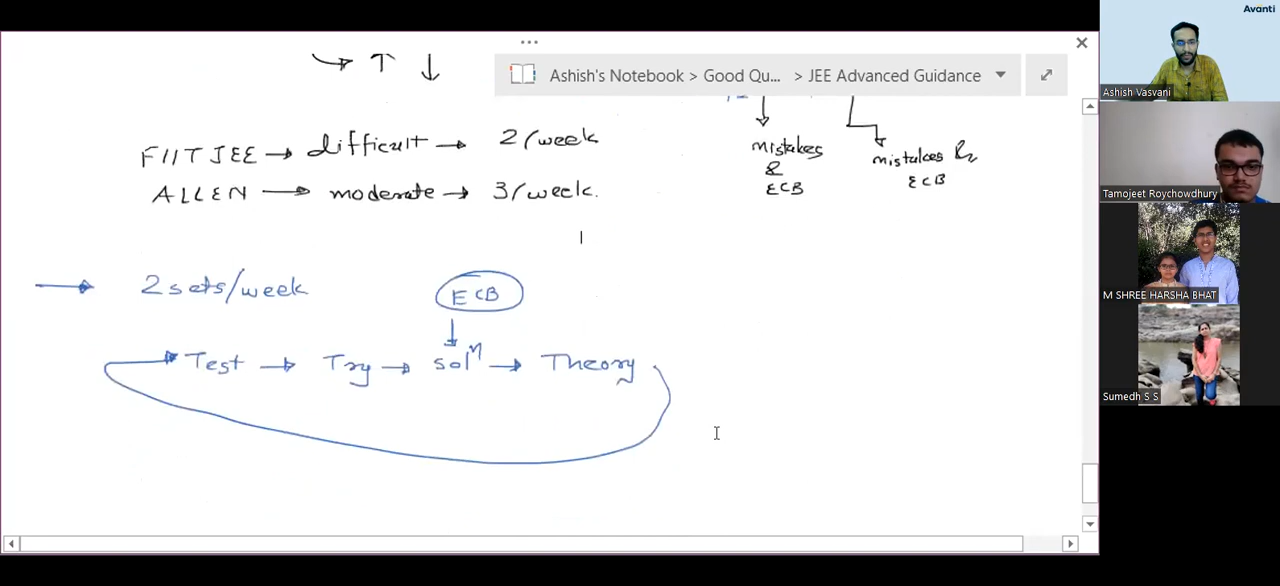 Avanti
Ashish's Notebook > Good Qu... > JEE Advanced Guidance
FIITJEE → difficult → 2/week
ALLEN → moderate → 3/week.
mistakes
&
ECB
mistakes &
ECB
→ 2 sets/week
ECB
Test → Try → solⁿ → Theory
Ashish Vasvani
Tamojeet Roychowdhury
M SHREE HARSHA BHAT
Sumedh S S